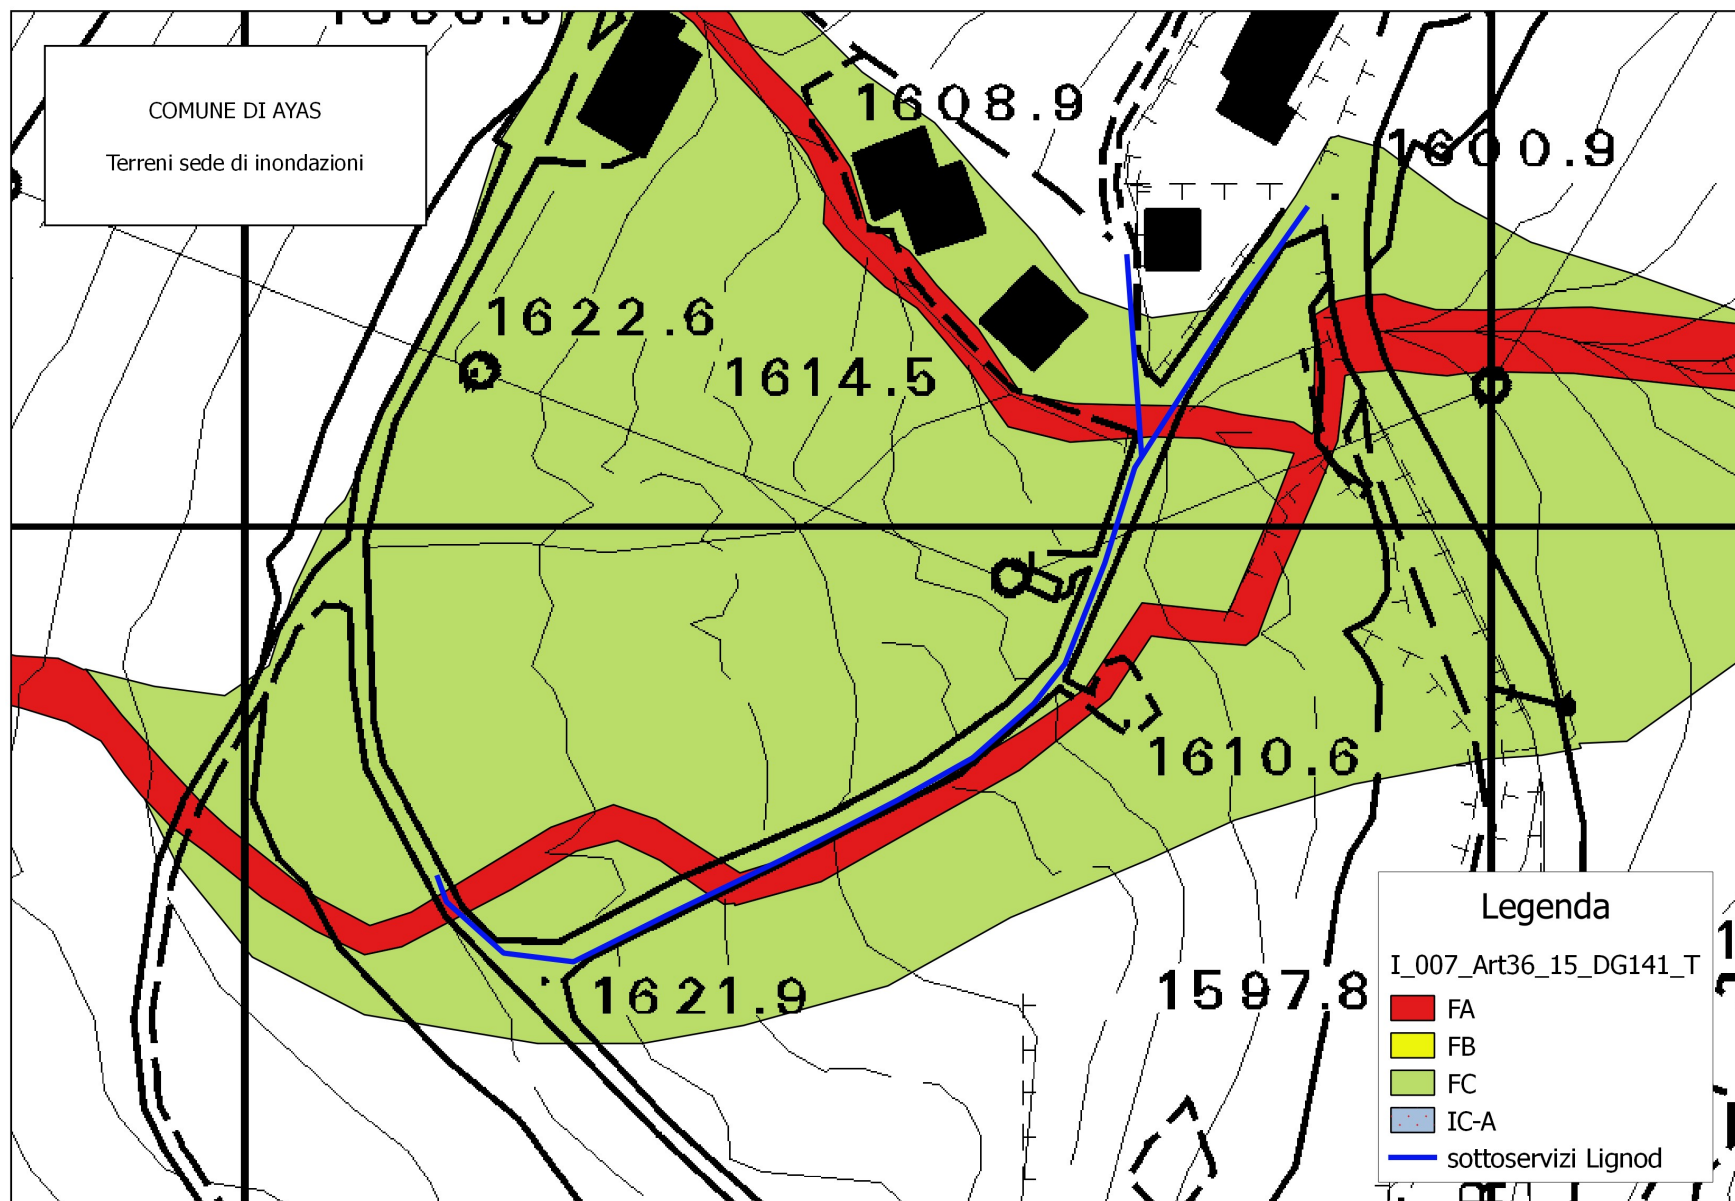 COMUNE DI AYAS
Terreni sede di inondazioni
1608.9
1600.9
1622.6
1614.5
1610.6
1621.9
1597.8
Legenda
I_007_Art36_15_DG141_T
FA
FB
FC
IC-A
sottoservizi Lignod